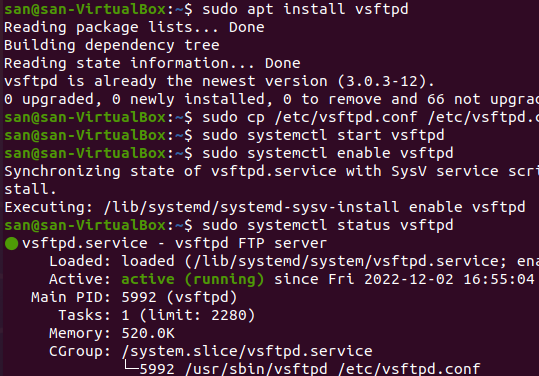 san@san-VirtualBox:~$ sudo apt install vsftpd
Reading package lists... Done
Building dependency tree
Reading state information... Done
vsftpd is already the newest version (3.0.3-12).
0 upgraded, 0 newly installed, 0 to remove and 66 not upgrad
san@san-VirtualBox:~$ sudo cp /etc/vsftpd.conf /etc/vsftpd.c
san@san-VirtualBox:~$ sudo systemctl start vsftpd
san@san-VirtualBox:~$ sudo systemctl enable vsftpd
Synchronizing state of vsftpd.service with SysV service scri
stall.
Executing: /lib/systemd/systemd-sysv-install enable vsftpd
san@san-VirtualBox:~$ sudo systemctl status vsftpd
● vsftpd.service - vsftpd FTP server
Loaded: loaded (/lib/systemd/system/vsftpd.service; ena
Active: active (running) since Fri 2022-12-02 16:55:04
Main PID: 5992 (vsftpd)
Tasks: 1 (limit: 2280)
Memory: 520.0K
CGroup: /system.slice/vsftpd.service
└─5992 /usr/sbin/vsftpd /etc/vsftpd.conf